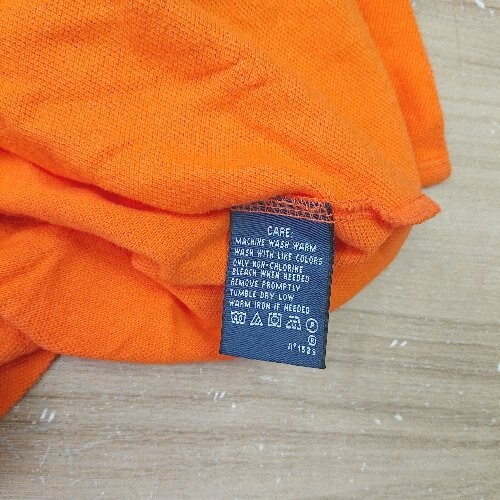 CARE:
MACHINE WASH WARM
WASH WITH LIKE COLORS
ONLY NON-CHLORINE
BLEACH WHEN NEEDED
REMOVE PROMPTLY
TUMBLE DRY LOW
WARM IRON IF NEEDED
40